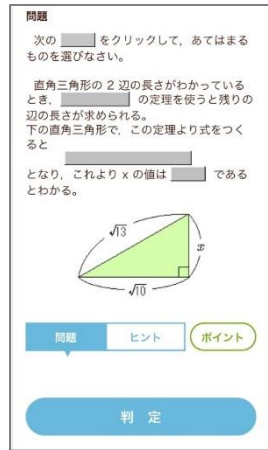 問題
次の をクリックして，あてはまる
ものを選びなさい。
直角三角形の 2 辺の長さがわかっている
とき， の定理を使うと残りの
辺の長さが求められる。
下の直角三角形で，この定理より式をつく
ると
となり，これより x の値は である
とわかる。
√13
x
√10
問題 ヒント ポイント
判 定